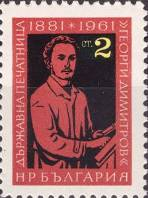 ДЪРЖАВНА ПЕЧАТНИЦА
1881 * 1961
„ГЕОРГИ ДИМИТРОВ“
СТ. 2
НР БЪЛГАРИЯ